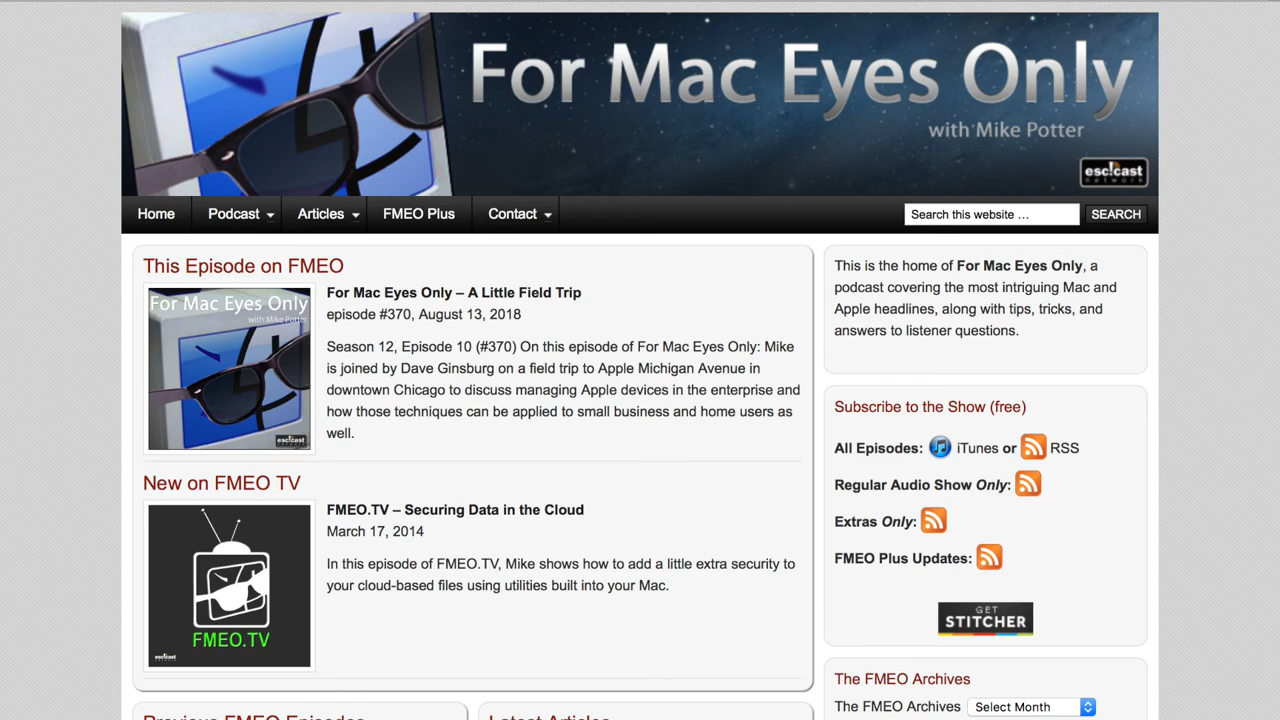 For Mac Eyes Only
with Mike Potter
esc!cast
network
Home
Podcast
Articles
FMEO Plus
Contact
Search this website …
SEARCH
This Episode on FMEO
For Mac Eyes Only
with Mike Potter
esc!cast
For Mac Eyes Only – A Little Field Trip
episode #370, August 13, 2018
Season 12, Episode 10 (#370) On this episode of For Mac Eyes Only: Mike
is joined by Dave Ginsburg on a field trip to Apple Michigan Avenue in
downtown Chicago to discuss managing Apple devices in the enterprise and
how those techniques can be applied to small business and home users as
well.
New on FMEO TV
FMEO.TV
esc!cast
FMEO.TV – Securing Data in the Cloud
March 17, 2014
In this episode of FMEO.TV, Mike shows how to add a little extra security to
your cloud-based files using utilities built into your Mac.
Previous FMEO Episodes
Latest Articles
This is the home of For Mac Eyes Only, a
podcast covering the most intriguing Mac and
Apple headlines, along with tips, tricks, and
answers to listener questions.
Subscribe to the Show (free)
All Episodes: iTunes or RSS
Regular Audio Show Only:
Extras Only:
FMEO Plus Updates:
GET
STITCHER
The FMEO Archives
The FMEO Archives Select Month